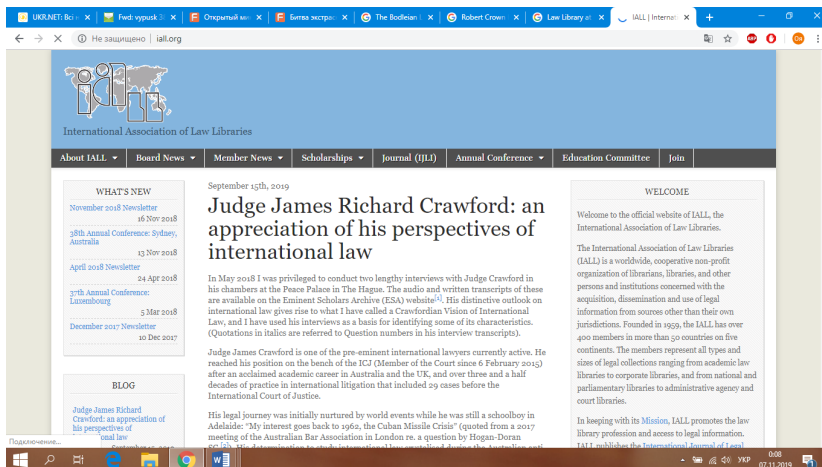 UKR.NET: Всі н
Fwd: vypusk 3
Открытый ми
Битва экстрас
The Bodleian L
Robert Crown
Law Library at
IALL | Internati
Не защищено | iall.org
International Association of Law Libraries
About IALL
Board News
Member News
Scholarships
Journal (IJLI)
Annual Conference
Education Committee
Join
WHAT'S NEW
November 2018 Newsletter
16 Nov 2018
38th Annual Conference: Sydney,
Australia
13 Nov 2018
April 2018 Newsletter
24 Apr 2018
37th Annual Conference:
Luxembourg
5 Mar 2018
December 2017 Newsletter
10 Dec 2017
BLOG
Judge James Richard
Crawford: an appreciation of
his perspectives of
international law
September 15th, 2019
Judge James Richard Crawford: an
appreciation of his perspectives of
international law
In May 2018 I was privileged to conduct two lengthy interviews with Judge Crawford in
his chambers at the Peace Palace in The Hague. The audio and written transcripts of these
are available on the Eminent Scholars Archive (ESA) website[1]. His distinctive outlook on
international law gives rise to what I have called a Crawfordian Vision of International
Law, and I have used his interviews as a basis for identifying some of its characteristics.
(Quotations in italics are referred to Question numbers in his interview transcripts).
Judge James Crawford is one of the pre-eminent international lawyers currently active. He
reached his position on the bench of the ICJ (Member of the Court since 6 February 2015)
after an acclaimed academic career in Australia and the UK, and over three and a half
decades of practice in international litigation that included 29 cases before the
International Court of Justice.
His legal journey was initially nurtured by world events while he was still a schoolboy in
Adelaide: "My interest goes back to 1962, the Cuban Missile Crisis" (quoted from a 2017
meeting of the Australian Bar Association in London re. a question by Hogan-Doran
WELCOME
Welcome to the official website of IALL, the
International Association of Law Libraries.
The International Association of Law Libraries
(IALL) is a worldwide, cooperative non-profit
organization of librarians, libraries, and other
persons and institutions concerned with the
acquisition, dissemination and use of legal
information from sources other than their own
jurisdictions. Founded in 1959, the IALL has over
400 members in more than 50 countries on five
continents. The members represent all types and
sizes of legal collections ranging from academic law
libraries to corporate libraries, and from national and
parliamentary libraries to administrative agency and
court libraries.
In keeping with its Mission, IALL promotes the law
library profession and access to legal information.
IALL publishes the International Journal of Legal
Подключение...
УКР
0:08
07.11.2019